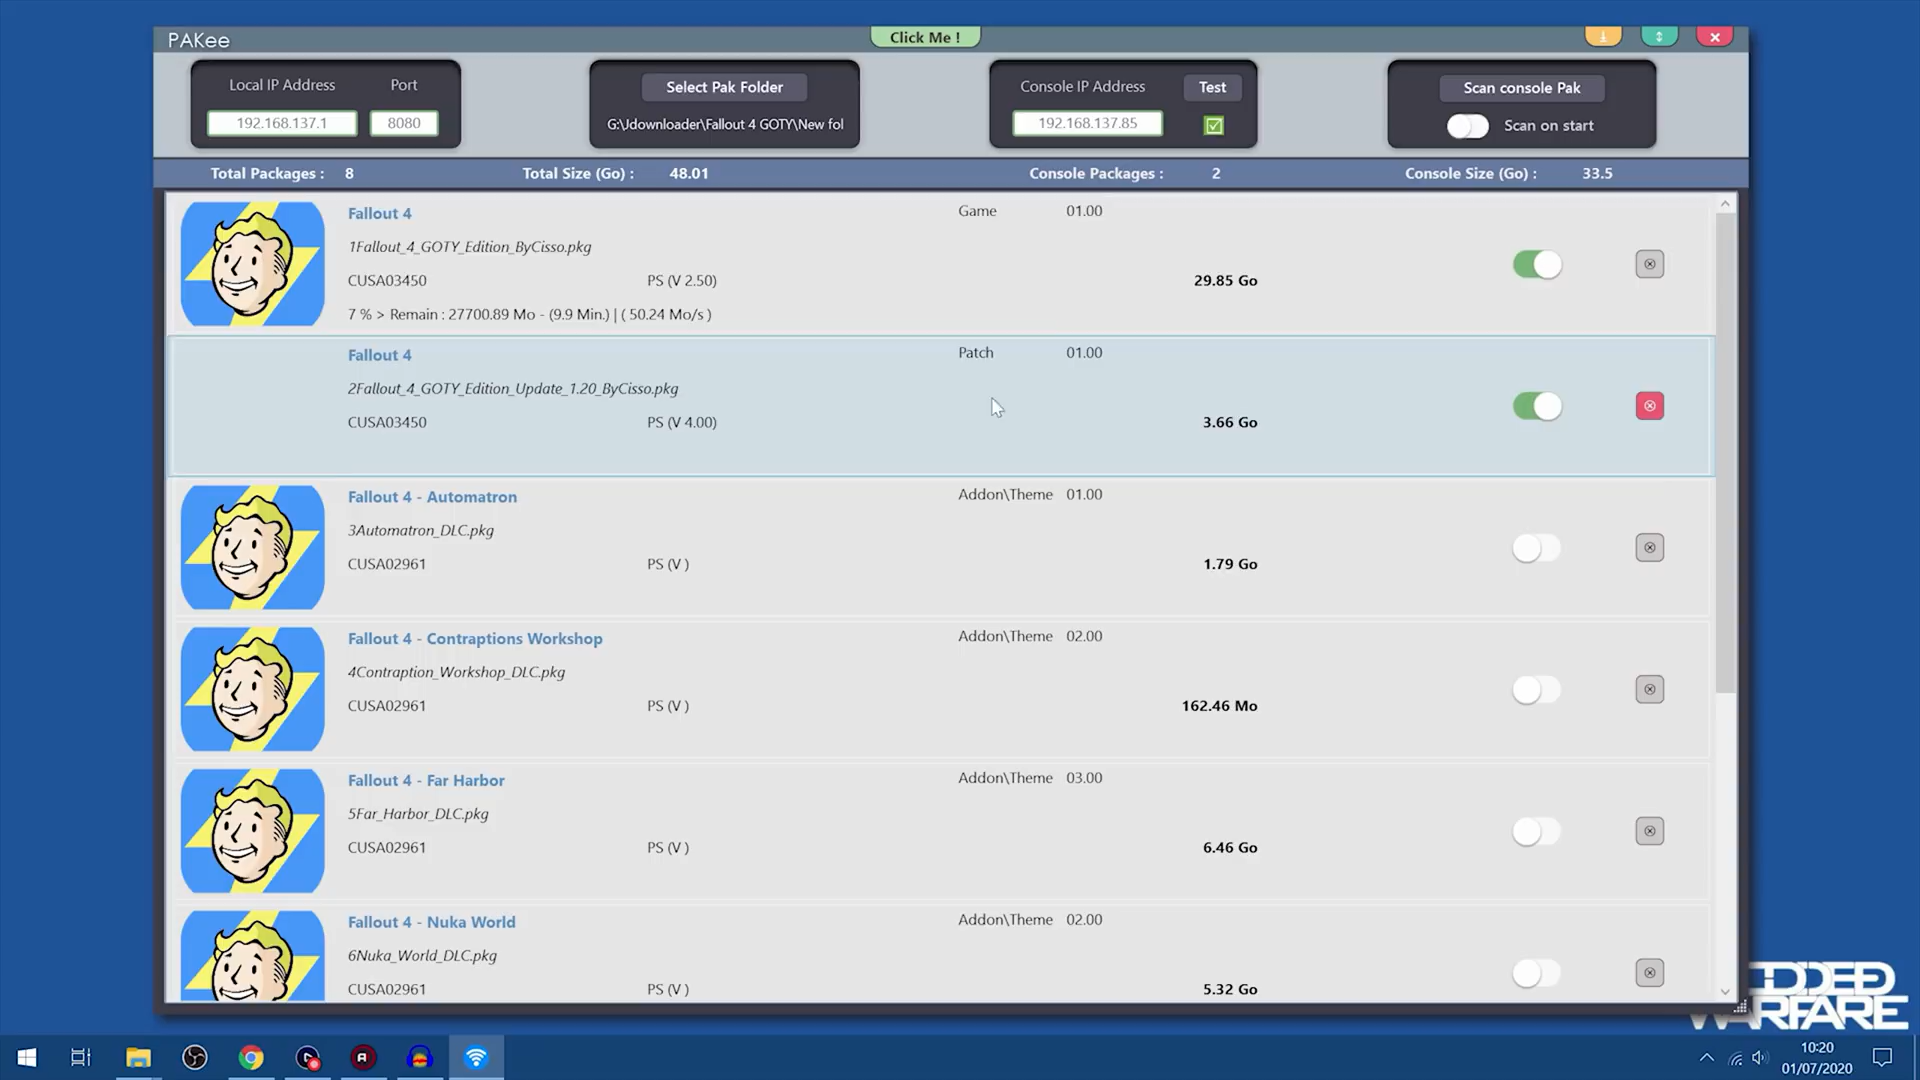 PAKee
Click Me !
Local IP Address Port
192.168.137.1 8080
Select Pak Folder
G:\Jdownloader\Fallout 4 GOTY\New fol
Console IP Address Test
192.168.137.85
Scan console Pak
Scan on start
Total Packages : 8 Total Size (Go) : 48.01 Console Packages : 2 Console Size (Go) : 33.5
Fallout 4 Game 01.00
1Fallout_4_GOTY_Edition_ByCisso.pkg
CUSA03450 PS (V 2.50) 29.85 Go
7 % > Remain : 27700.89 Mo - (9.9 Min.) | ( 50.24 Mo/s )
Fallout 4 Patch 01.00
2Fallout_4_GOTY_Edition_Update_1.20_ByCisso.pkg
CUSA03450 PS (V 4.00) 3.66 Go
Fallout 4 - Automatron Addon\Theme 01.00
3Automatron_DLC.pkg
CUSA02961 PS (V ) 1.79 Go
Fallout 4 - Contraptions Workshop Addon\Theme 02.00
4Contraption_Workshop_DLC.pkg
CUSA02961 PS (V ) 162.46 Mo
Fallout 4 - Far Harbor Addon\Theme 03.00
5Far_Harbor_DLC.pkg
CUSA02961 PS (V ) 6.46 Go
Fallout 4 - Nuka World Addon\Theme 02.00
6Nuka_World_DLC.pkg
CUSA02961 PS (V ) 5.32 Go
WARFARE
10:20
01/07/2020